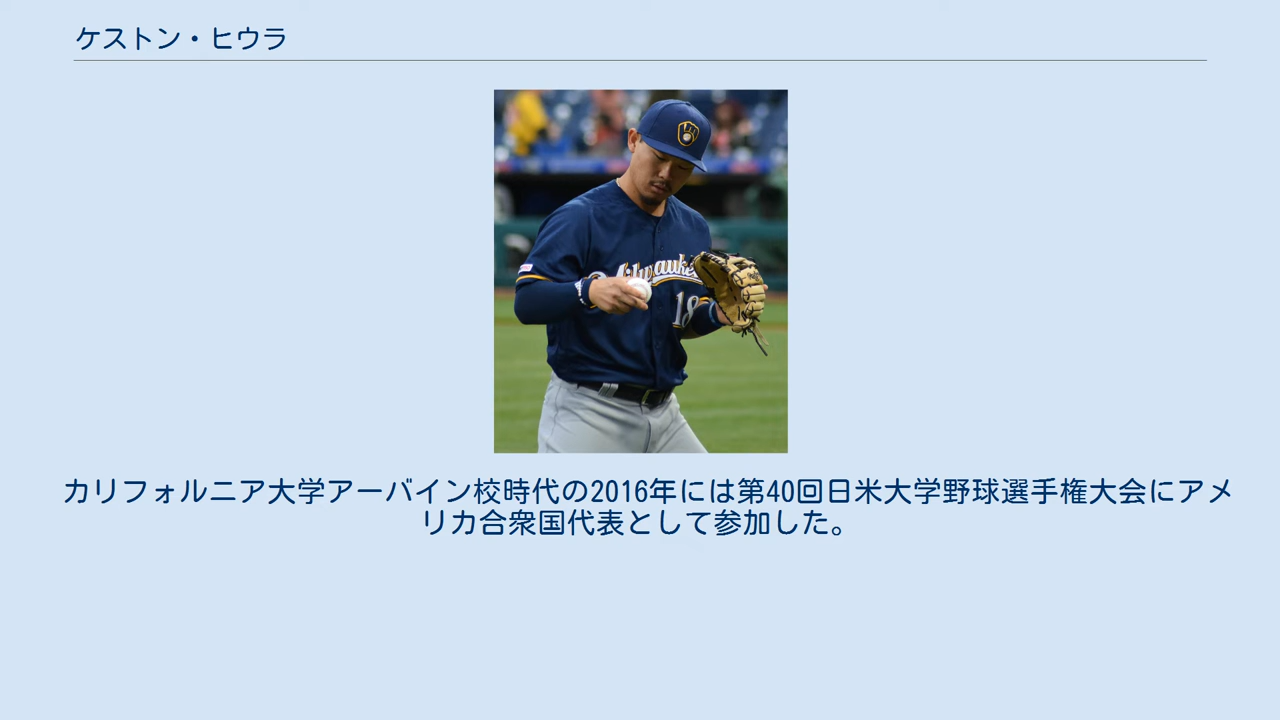 ケストン・ヒウラ
Milwaukee
18
カリフォルニア大学アーバイン校時代の2016年には第40回日米大学野球選手権大会にアメ
リカ合衆国代表として参加した。